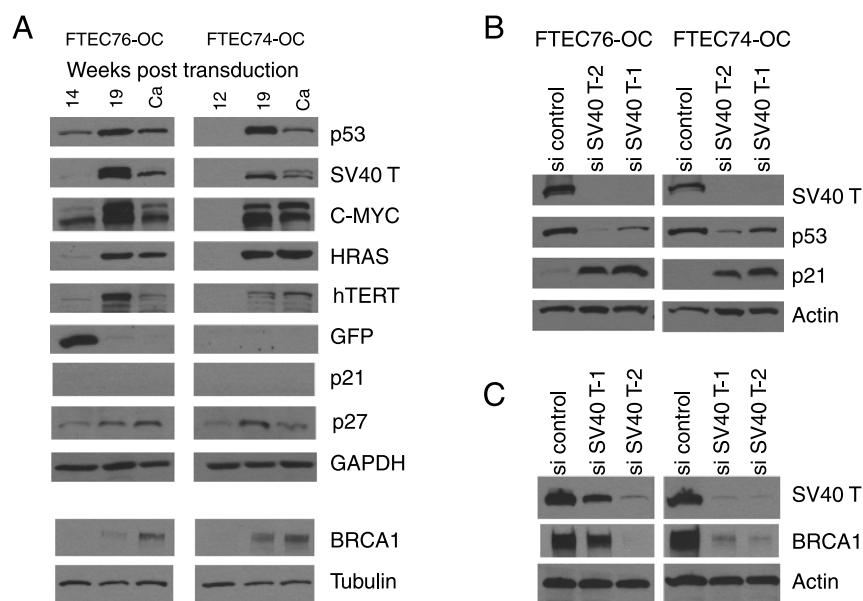 A
FTEC76-OC FTEC74-OC
Weeks post transduction
14 19 Ca 12 19 Ca
p53
SV40 T
C-MYC
HRAS
hTERT
GFP
p21
p27
GAPDH
BRCA1
Tubulin
B
FTEC76-OC FTEC74-OC
si control si SV40 T-2 si SV40 T-1 si control si SV40 T-2 si SV40 T-1
SV40 T
p53
p21
Actin
C
si control si SV40 T-1 si SV40 T-2 si control si SV40 T-1 si SV40 T-2
SV40 T
BRCA1
Actin